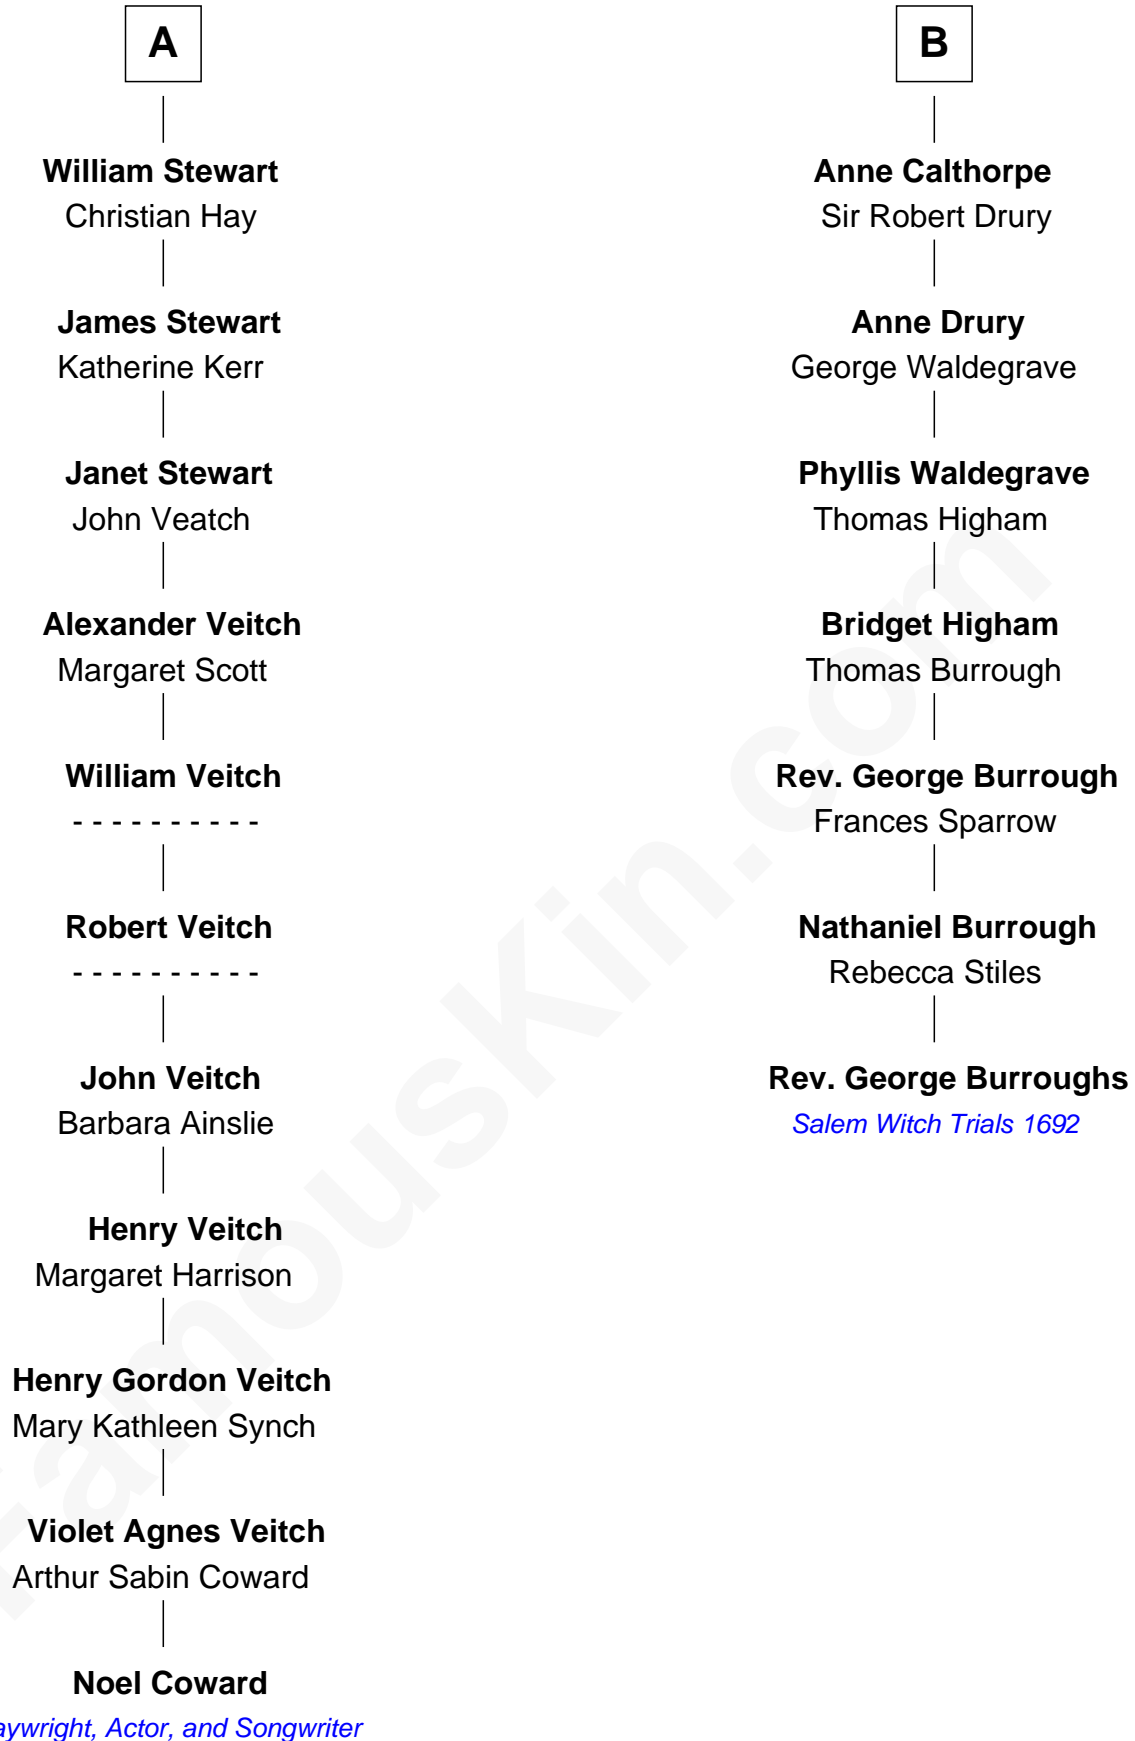 A
William Stewart
Christian Hay
James Stewart
Katherine Kerr
Janet Stewart
John Veatch
Alexander Veitch
Margaret Scott
William Veitch
- - - - - - - - - -
Robert Veitch
- - - - - - - - - -
John Veitch
Barbara Ainslie
Henry Veitch
Margaret Harrison
Henry Gordon Veitch
Mary Kathleen Synch
Violet Agnes Veitch
Arthur Sabin Coward
Noel Coward
aywright, Actor, and Songwriter
B
Anne Calthorpe
Sir Robert Drury
Anne Drury
George Waldegrave
Phyllis Waldegrave
Thomas Higham
Bridget Higham
Thomas Burrough
Rev. George Burrough
Frances Sparrow
Nathaniel Burrough
Rebecca Stiles
Rev. George Burroughs
Salem Witch Trials 1692
FamousKin.com